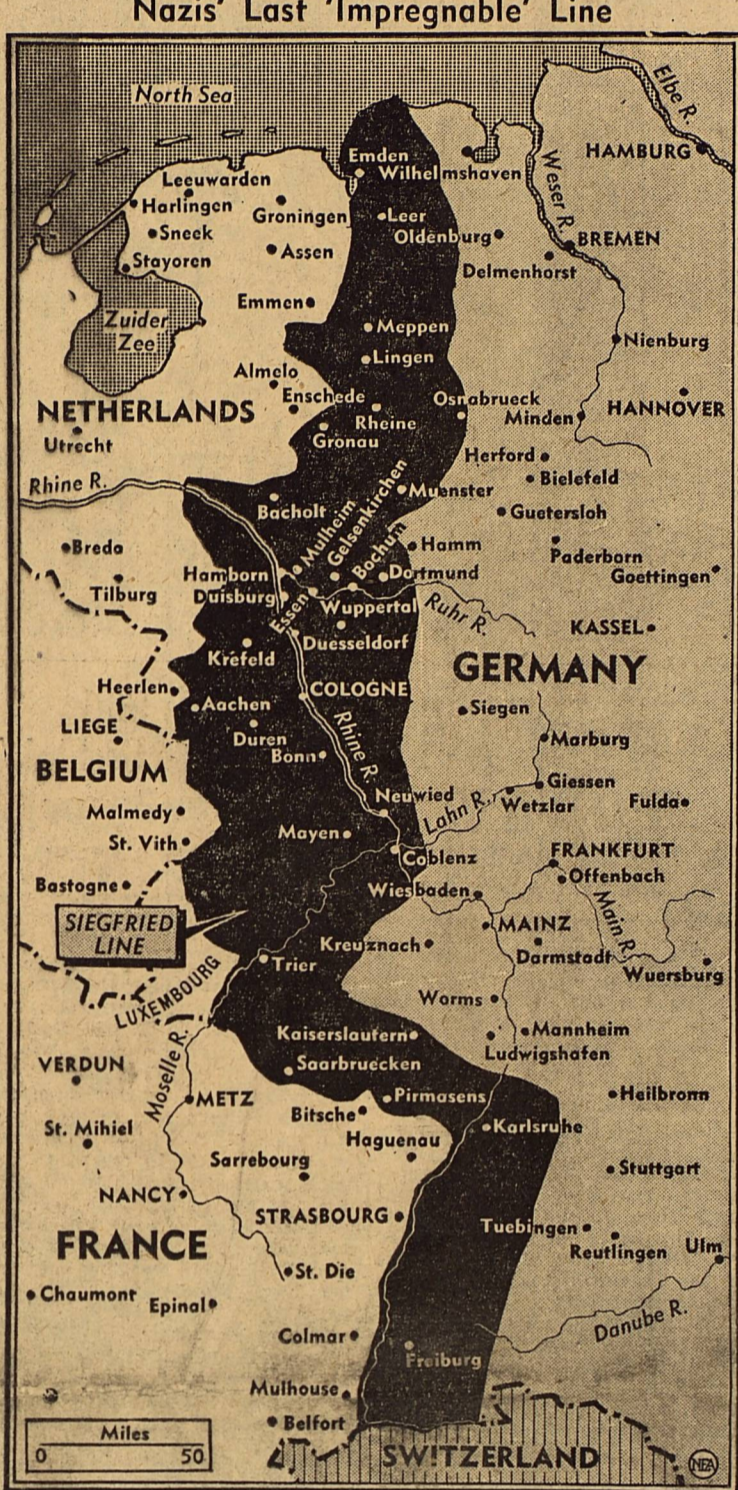 Nazis' Last 'Impregnable' Line
North Sea
Elbe R.
HAMBURG
Emden
Wilhelmshaven
Weser R.
Leeuwarden
Harlingen
Groningen
Leer
Sneek
Oldenburg
BREMEN
Assen
Stavoren
Delmenhorst
Emmen
Zuider
Zee
Meppen
Nienburg
Lingen
Almelo
Enschede
Osnabrueck
NETHERLANDS
Rheine
Minden
HANNOVER
Utrecht
Gronau
Herford
Rhine R.
Bielefeld
Muenster
Bacholt
Mulheim
Gelsenkirchen
Guetersloh
Breda
Bochum
Hamm
Paderborn
Hamborn
Dortmund
Goettingen
Tilburg
Duisburg
Essen
Wuppertal
Ruhr R.
KASSEL
Duesseldorf
Krefeld
GERMANY
Heerlen
COLOGNE
Aachen
Siegen
LIEGE
Rhine R.
Duren
Marburg
Bonn
BELGIUM
Giessen
Neuwied
Lahn R.
Wetzlar
Fulda
Malmedy
Mayen
St. Vith
Coblenz
FRANKFURT
Offenbach
Bastogne
Wiesbaden
SIEGFRIED
LINE
MAINZ
Main R.
Kreuznach
Darmstadt
Trier
Wuersburg
LUXEMBOURG
Worms
Kaiserslautern
Mannheim
Ludwigshafen
VERDUN
Moselle R.
Saarbruecken
METZ
Pirmasens
Heilbronn
Bitsche
St. Mihiel
Karlsruhe
Haguenau
Sarrebourg
Stuttgart
NANCY
STRASBOURG
Tuebingen
FRANCE
Reutlingen
Ulm
St. Die
Chaumont
Epinal
Danube R.
Colmar
Freiburg
Mulhouse
Belfort
Miles
0 50
SWITZERLAND
NEA